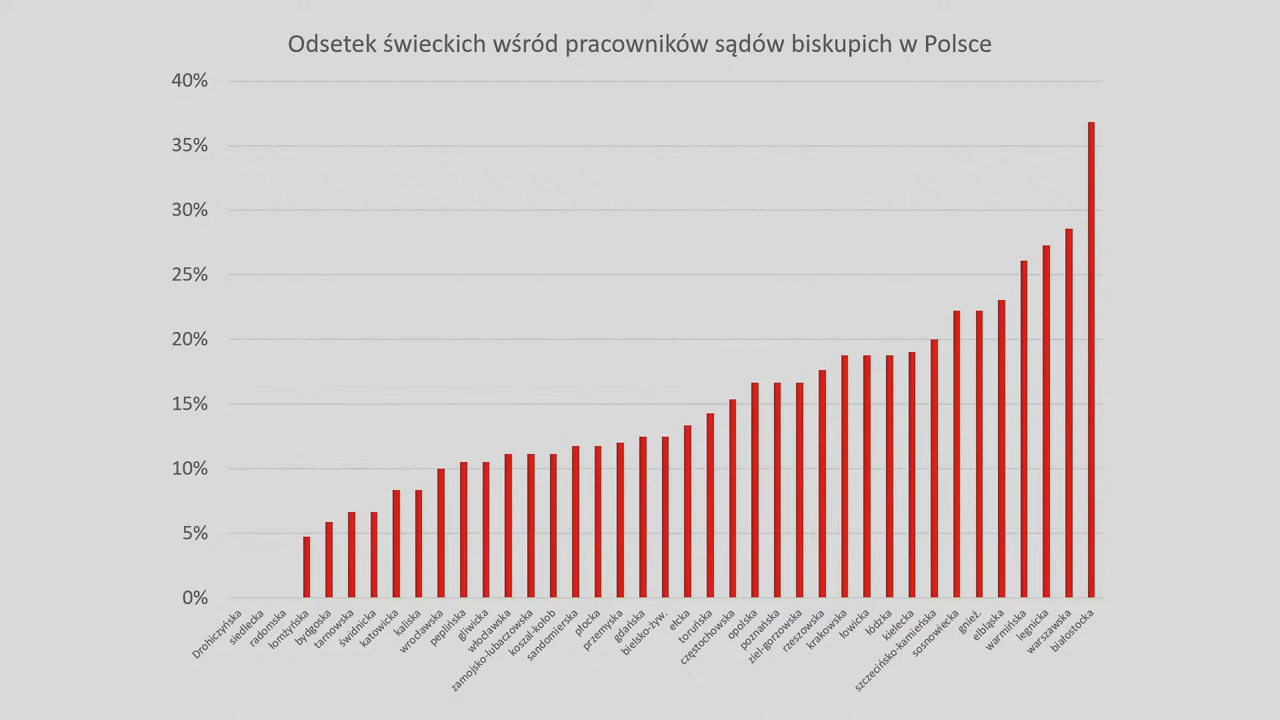 Odsetek świeckich wśród pracowników sądów biskupich w Polsce
40%
35%
30%
25%
20%
15%
10%
5%
0%
Drohiczyńska
siedlecka
radomska
łomżyńska
bydgoska
tarnowska
świdnicka
katowicka
kaliska
wrocławska
peplińska
gliwicka
włocławska
zamojsko-lubaczowska
koszal-kołob
sandomierska
płocka
przemyska
gdańska
bielsko-żyw.
ełcka
toruńska
częstochowska
opolska
poznańska
ziel-gorzowska
rzeszowska
krakowska
łowicka
łódzka
kielecka
szczecińsko-kamieńska
sosnowiecka
gnieź.
elbląska
warmińska
legnicka
warszawska
białostocka